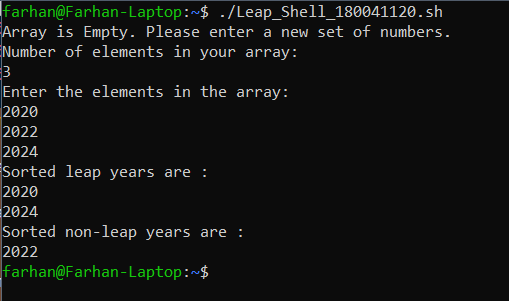 farhan@Farhan-Laptop:~$ ./Leap_Shell_180041120.sh
Array is Empty. Please enter a new set of numbers.
Number of elements in your array:
3
Enter the elements in the array:
2020
2022
2024
Sorted leap years are :
2020
2024
Sorted non-leap years are :
2022
farhan@Farhan-Laptop:~$